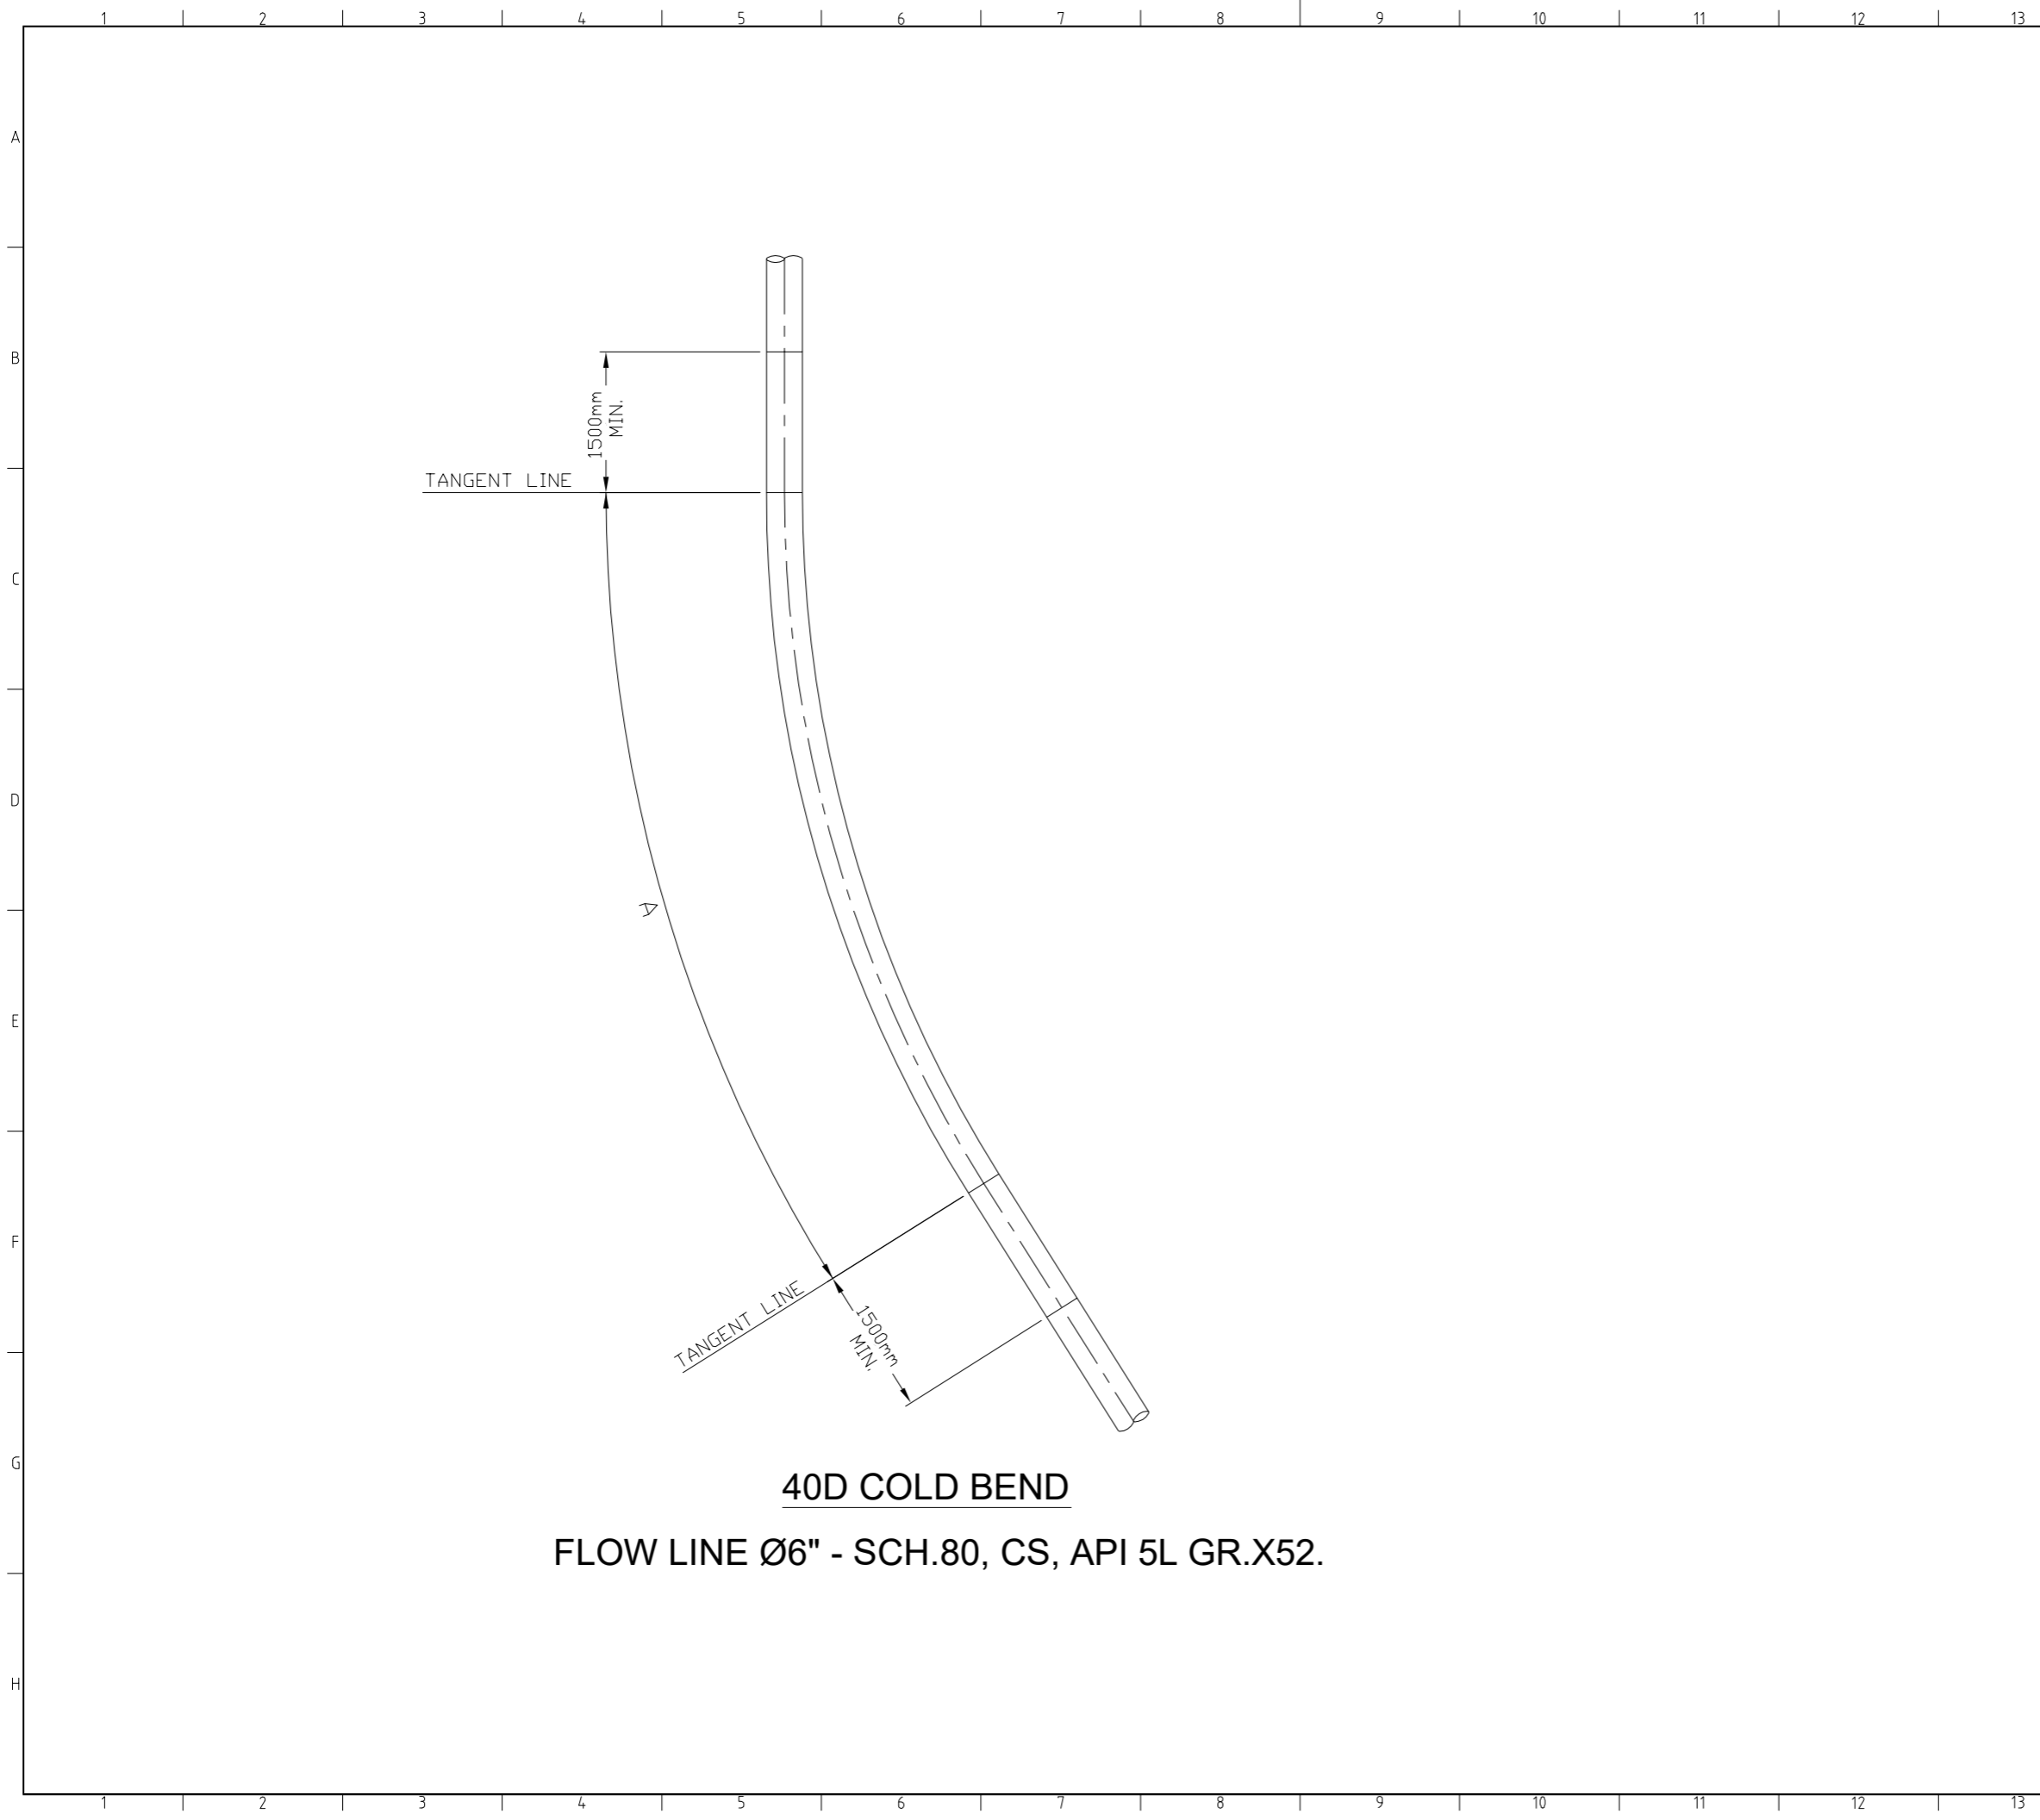 1 2 3 4 5 6 7 8 9 10 11 12 13
A
B
1500mm
MIN.
TANGENT LINE
C
D
A
E
F
TANGENT LINE
1500mm
MIN.
G
40D COLD BEND
FLOW LINE Ø6" - SCH.80, CS, API 5L GR.X52.
H
1 2 3 4 5 6 7 8 9 10 11 12 13